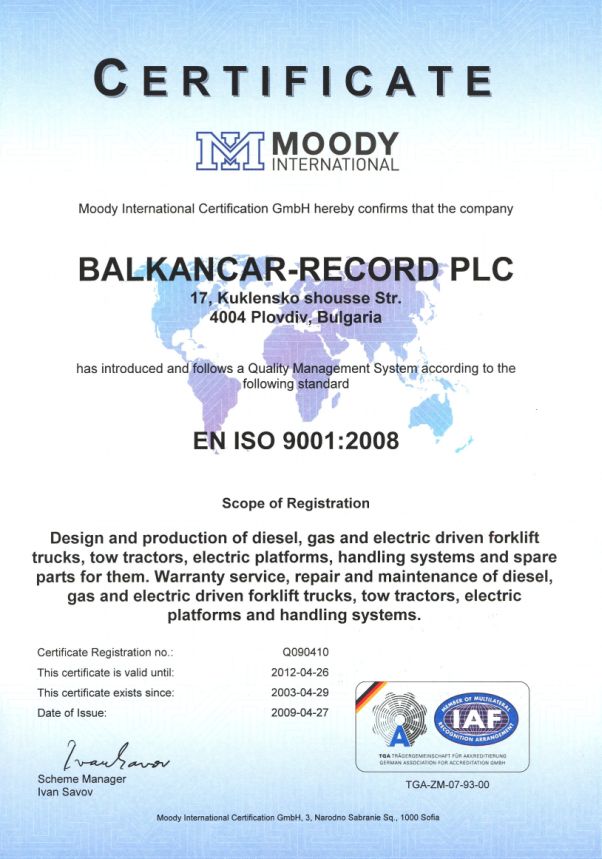 CERTIFICATE
MOODY
INTERNATIONAL
Moody International Certification GmbH hereby confirms that the company
BALKANCAR-RECORD PLC
17, Kuklensko shousse Str.
4004 Plovdiv, Bulgaria
has introduced and follows a Quality Management System according to the
following standard
EN ISO 9001:2008
Scope of Registration
Design and production of diesel, gas and electric driven forklift
trucks, tow tractors, electric platforms, handling systems and spare
parts for them. Warranty service, repair and maintenance of diesel,
gas and electric driven forklift trucks, tow tractors, electric
platforms and handling systems.
Certificate Registration no.: Q090410
This certificate is valid until: 2012-04-26
This certificate exists since: 2003-04-29
Date of Issue: 2009-04-27
IvanSavov
Scheme Manager
Ivan Savov
A
MEMBER OF MULTILATERAL
IAF
RECOGNITION ARRANGEMENT
TGA TRÄGERGEMEINSCHAFT FÜR AKKREDITIERUNG
GERMAN ASSOCIATION FOR ACCREDITATION GMBH
TGA-ZM-07-93-00
Moody International Certification GmbH, 3, Narodno Sabranie Sq., 1000 Sofia